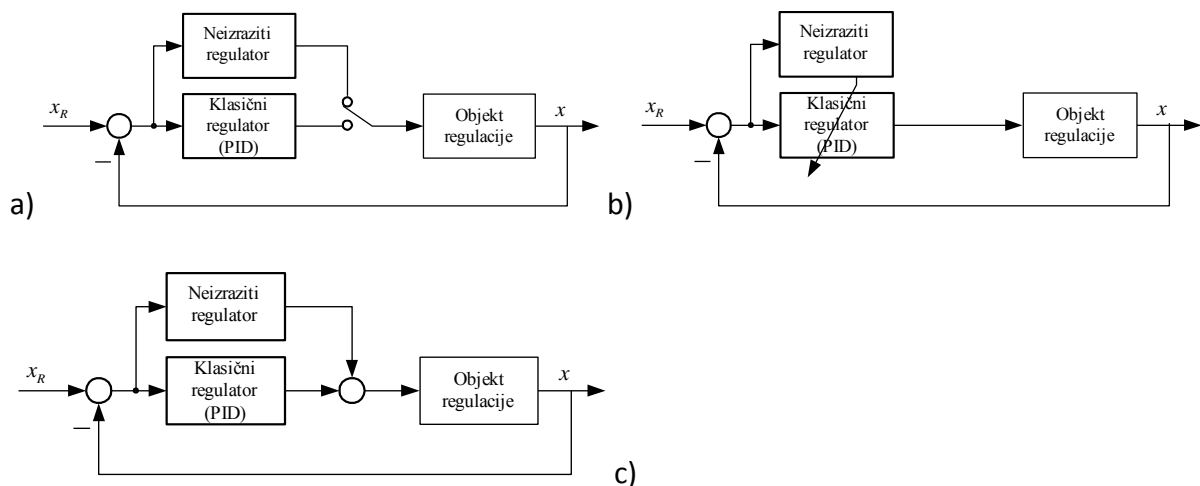 Neizraziti
regulator
x_R
Klasični
regulator
(PID)
Objekt
regulacije
x
—
a)
Neizraziti
regulator
x_R
Klasični
regulator
(PID)
Objekt
regulacije
x
—
b)
Neizraziti
regulator
x_R
Klasični
regulator
(PID)
Objekt
regulacije
x
—
c)